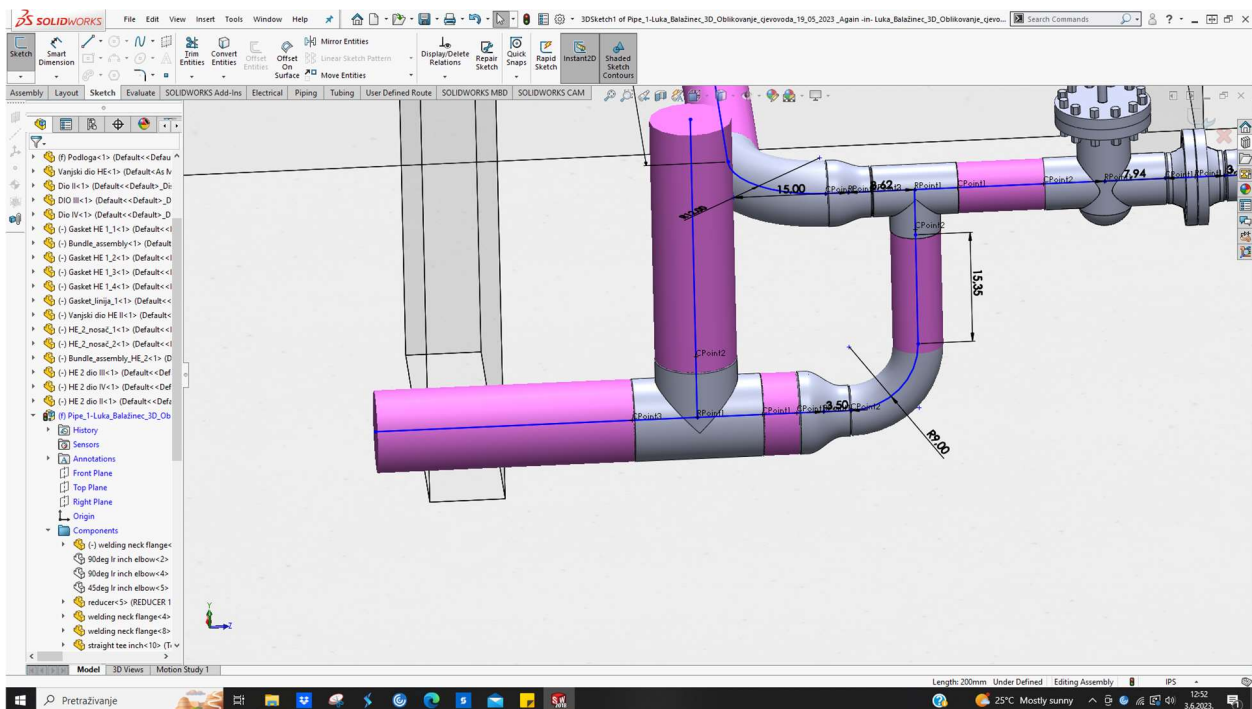 SOLIDWORKS File Edit View Insert Tools Window Help 3DSketch1 of Pipe_1-Luka_Balažinec_3D_Oblikovanje_cjevovoda_19_05_2023 _Again -in- Luka_Balažinec_3D_Oblikovanje_cjevo... Search Commands
Sketch
Smart Dimension
Trim Entities
Convert Entities
Offset Entities
Offset On Surface
Mirror Entities
Linear Sketch Pattern
Move Entities
Display/Delete Relations
Repair Sketch
Quick Snaps
Rapid Sketch
Instant2D
Shaded Sketch Contours
Assembly Layout Sketch Evaluate SOLIDWORKS Add-Ins Electrical Piping Tubing User Defined Route SOLIDWORKS MBD SOLIDWORKS CAM
(f) Podloga<1> (Default<<Defau
Vanjski dio HE<1> (Default<As M
Dio II<1> (Default<<Default>_Di
DIO III<1> (Default<<Default>_D
Dio IV<1> (Default<<Default>_D
(-) Gasket HE 1_1<1> (Default<<
(-) Bundle_assembly<1> (Default
(-) Gasket HE 1_2<1> (Default<<
(-) Gasket HE 1_3<1> (Default<<
(-) Gasket HE 1_4<1> (Default<<
(-) Gasket_linija_1<1> (Default<<
(-) Vanjski dio HE II<1> (Default<
(-) HE_2_nosač_1<1> (Default<<
(-) HE_2_nosač_2<1> (Default<<
(-) Bundle_assembly_HE_2<1> (D
(-) HE 2 dio III<1> (Default<<Def
(-) HE 2 dio IV<1> (Default<<Def
(-) HE 2 dio II<1> (Default<<Def
(f) Pipe_1-Luka_Balažinec_3D_Ob
History
Sensors
Annotations
Front Plane
Top Plane
Right Plane
Origin
Components
(-) welding neck flange<
90deg lr inch elbow<2>
90deg lr inch elbow<4>
45deg lr inch elbow<5>
reducer<5> (REDUCER 1
welding neck flange<4>
welding neck flange<8>
straight tee inch<10> (T
15.00
RPoint1
CPoint1
CPoint2
7.94
CPoint1
CPoint2
15.35
CPoint2
CPoint3
RPoint1
CPoint1
3.50
CPoint2
R9.00
Y
Z
Model 3D Views Motion Study 1
Length: 200mm Under Defined Editing Assembly IPS
Pretraživanje
25°C Mostly sunny
12:52
3.6.2023.